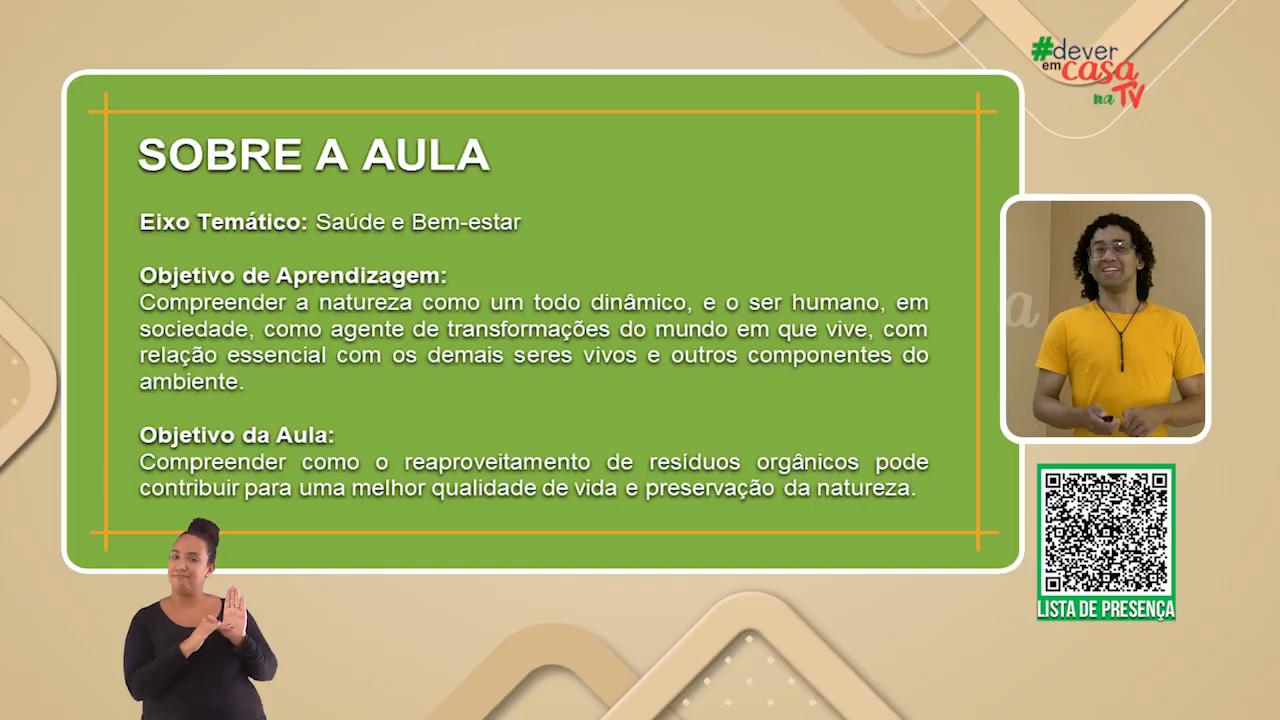 #dever
em casa
na TV
SOBRE A AULA
Eixo Temático: Saúde e Bem-estar
Objetivo de Aprendizagem:
Compreender a natureza como um todo dinâmico, e o ser humano, em
sociedade, como agente de transformações do mundo em que vive, com
relação essencial com os demais seres vivos e outros componentes do
ambiente.
Objetivo da Aula:
Compreender como o reaproveitamento de resíduos orgânicos pode
contribuir para uma melhor qualidade de vida e preservação da natureza.
LISTA DE PRESENÇA